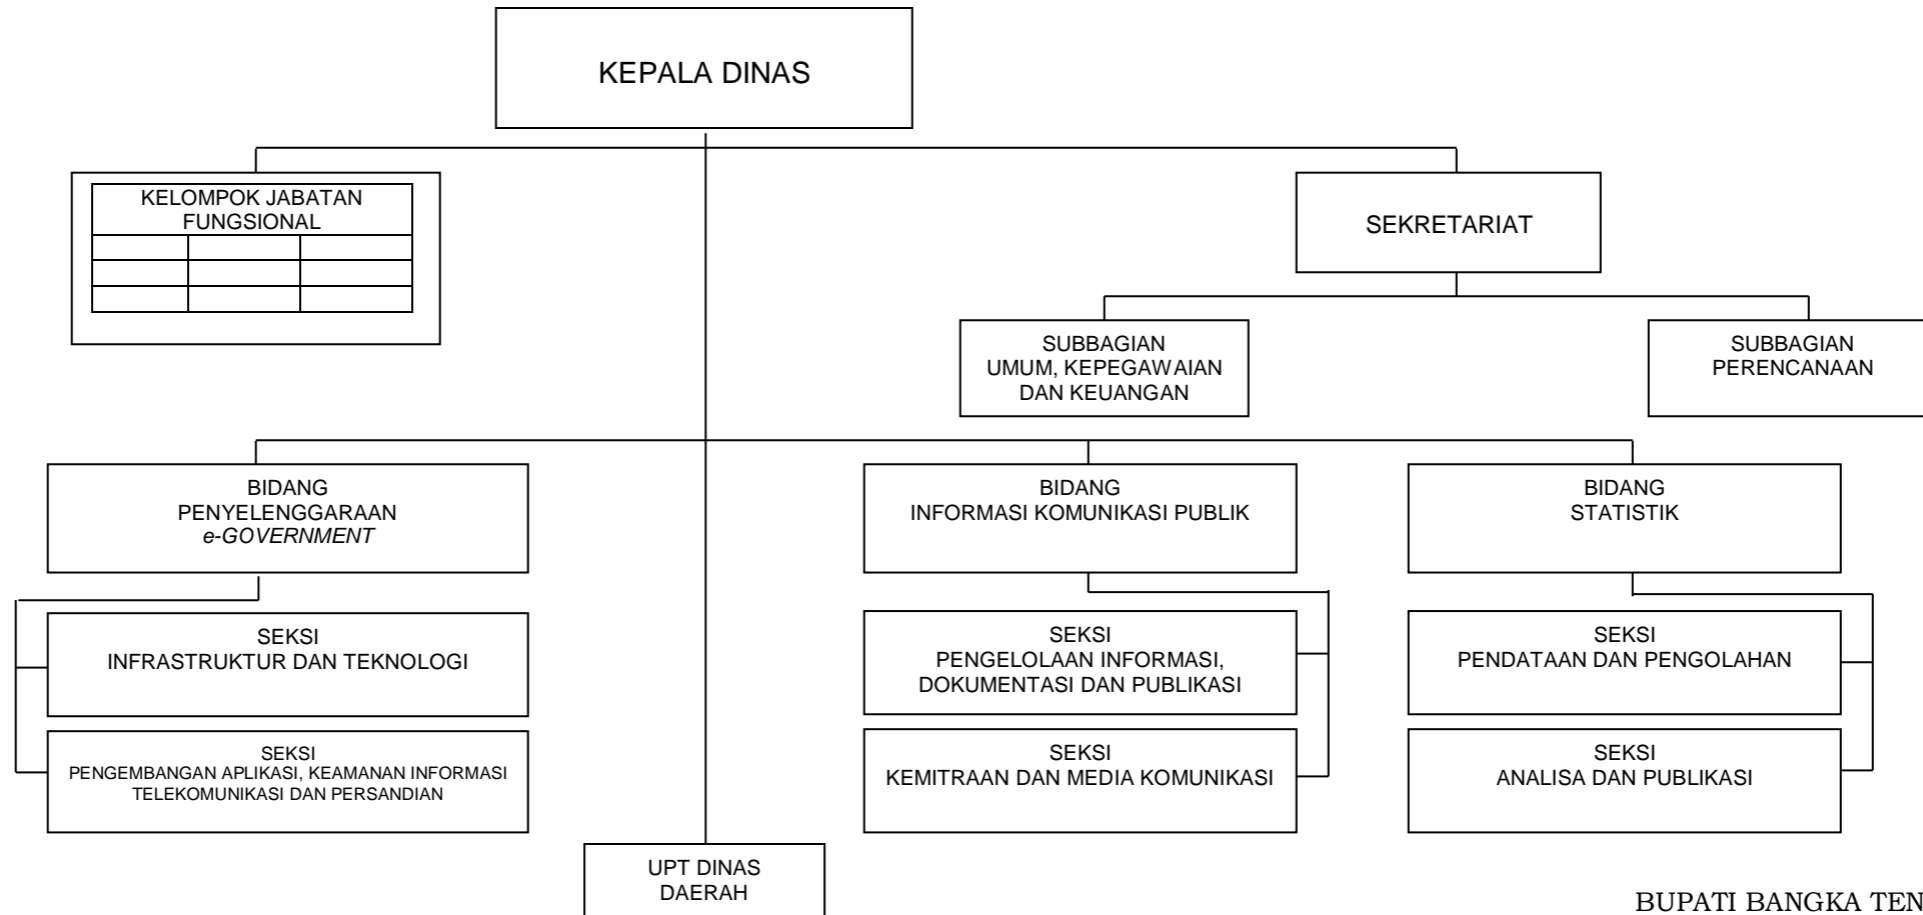 KEPALA DINAS
KELOMPOK JABATAN
FUNGSIONAL
SEKRETARIAT
SUBBAGIAN
UMUM, KEPEGAWAIAN
DAN KEUANGAN
SUBBAGIAN
PERENCANAAN
BIDANG
PENYELENGGARAAN
e-GOVERNMENT
BIDANG
INFORMASI KOMUNIKASI PUBLIK
BIDANG
STATISTIK
SEKSI
INFRASTRUKTUR DAN TEKNOLOGI
SEKSI
PENGELOLAAN INFORMASI,
DOKUMENTASI DAN PUBLIKASI
SEKSI
PENDATAAN DAN PENGOLAHAN
SEKSI
PENGEMBANGAN APLIKASI, KEAMANAN INFORMASI
TELEKOMUNIKASI DAN PERSANDIAN
SEKSI
KEMITRAAN DAN MEDIA KOMUNIKASI
SEKSI
ANALISA DAN PUBLIKASI
UPT DINAS
DAERAH
BUPATI BANGKA TEN